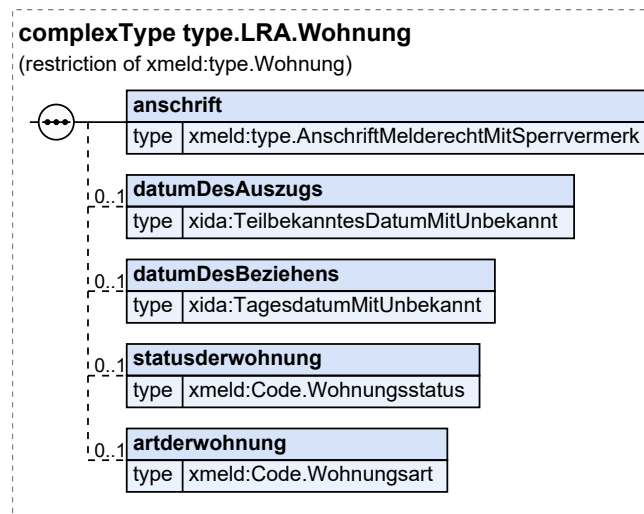 complexType type.LRA.Wohnung
(restriction of xmeld:type.Wohnung)
anschrift
type xmeld:type.AnschriftMelderechtMitSperrvermerk
0..1 datumDesAuszugs
type xida:TeilbekanntesDatumMitUnbekannt
0..1 datumDesBeziehens
type xida:TagesdatumMitUnbekannt
0..1 statusderwohnung
type xmeld:Code.Wohnungsstatus
0..1 artderwohnung
type xmeld:Code.Wohnungsart